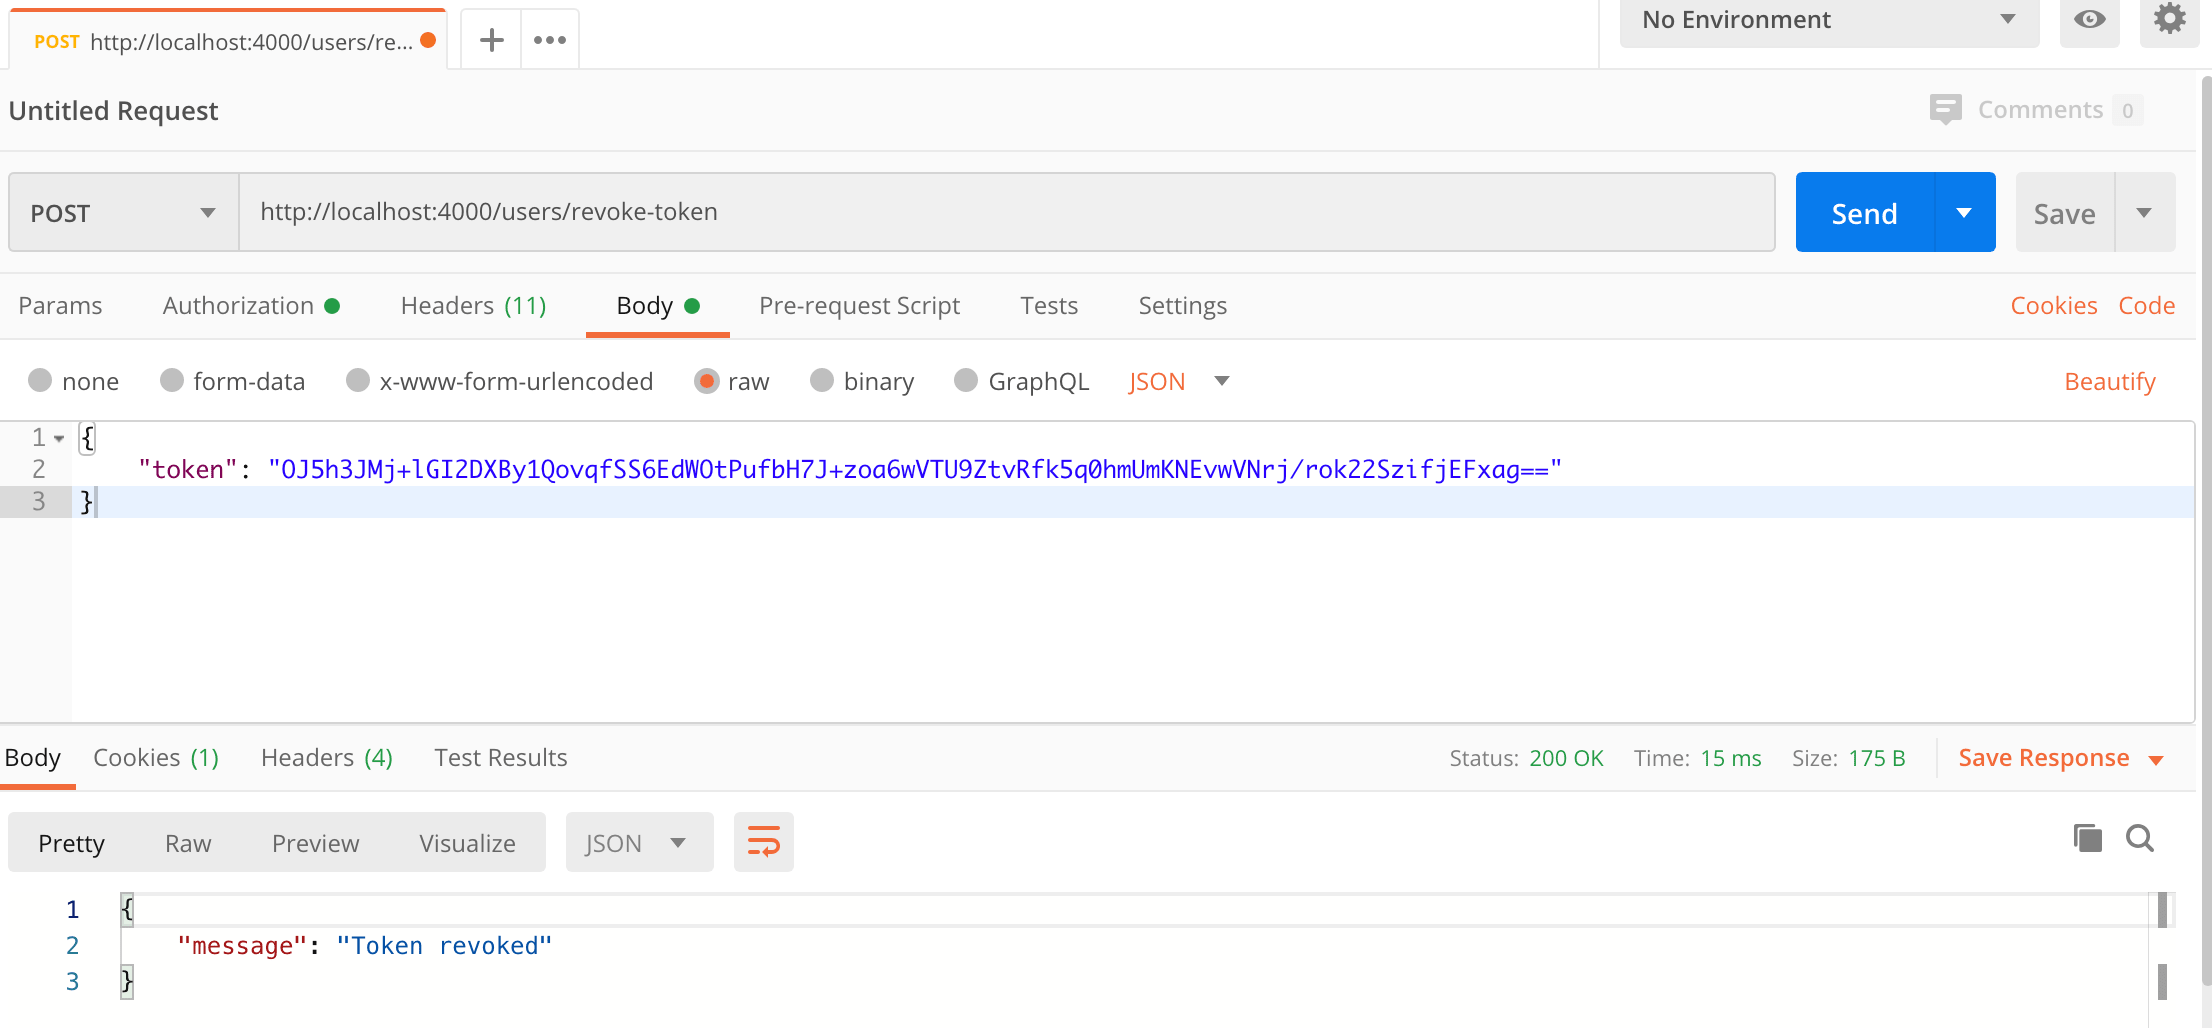 POST http://localhost:4000/users/re...
No Environment
Untitled Request
Comments 0
POST http://localhost:4000/users/revoke-token Send Save
Params Authorization Headers (11) Body Pre-request Script Tests Settings Cookies Code
none form-data x-www-form-urlencoded raw binary GraphQL JSON Beautify
1 {
2 "token": "OJ5h3JMj+lGI2DXBy1QovqfSS6EdWOtPufbH7J+zoa6wVTU9ZtvRfk5q0hmUmKNEvwVNrj/rok22SzifjEFxag=="
3 }
Body Cookies (1) Headers (4) Test Results Status: 200 OK Time: 15 ms Size: 175 B Save Response
Pretty Raw Preview Visualize JSON
1 {
2 "message": "Token revoked"
3 }